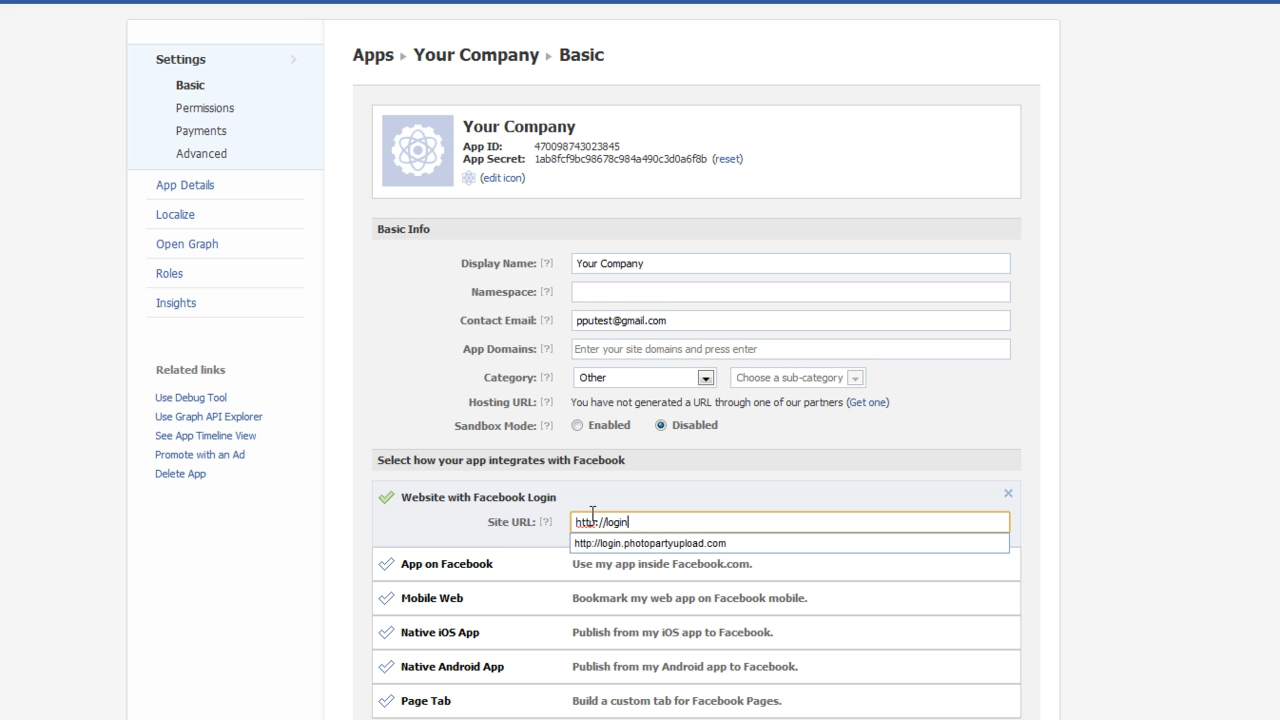 Settings
Basic
Permissions
Payments
Advanced
App Details
Localize
Open Graph
Roles
Insights
Related links
Use Debug Tool
Use Graph API Explorer
See App Timeline View
Promote with an Ad
Delete App
Apps ▸ Your Company ▸ Basic
Your Company
App ID: 470098743023845
App Secret: 1ab8fcf9bc98678c984a490c3d0a6f8b (reset)
(edit icon)
Basic Info
Display Name: [?] Your Company
Namespace: [?]
Contact Email: [?] pputest@gmail.com
App Domains: [?] Enter your site domains and press enter
Category: [?] Other Choose a sub-category
Hosting URL: [?] You have not generated a URL through one of our partners (Get one)
Sandbox Mode: [?] Enabled Disabled
Select how your app integrates with Facebook
Website with Facebook Login
Site URL: [?] http://login
http://login.photopartyupload.com
App on Facebook Use my app inside Facebook.com.
Mobile Web Bookmark my web app on Facebook mobile.
Native iOS App Publish from my iOS app to Facebook.
Native Android App Publish from my Android app to Facebook.
Page Tab Build a custom tab for Facebook Pages.